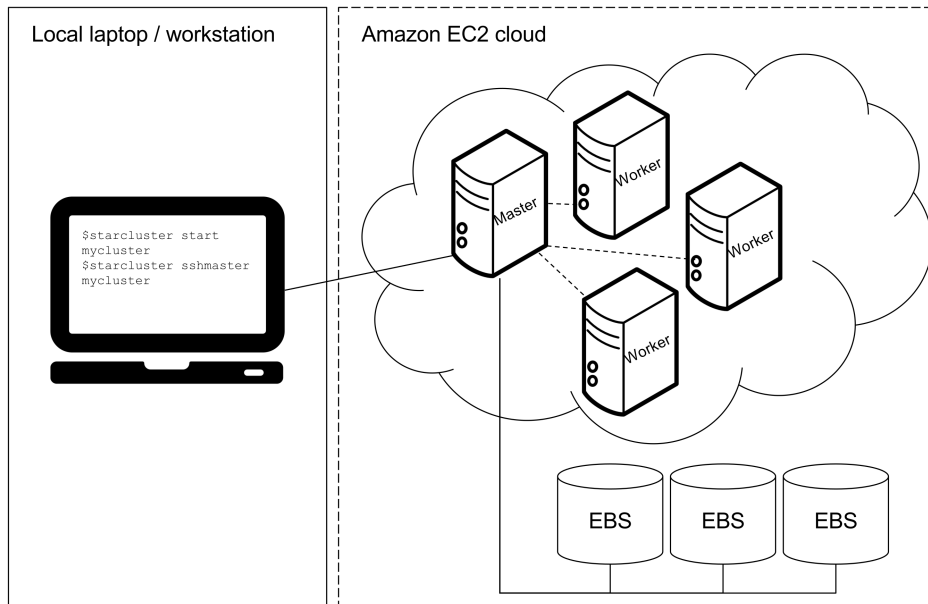 Local laptop / workstation
$starcluster start
mycluster
$starcluster sshmaster
mycluster
Amazon EC2 cloud
Master
Worker
Worker
Worker
EBS
EBS
EBS